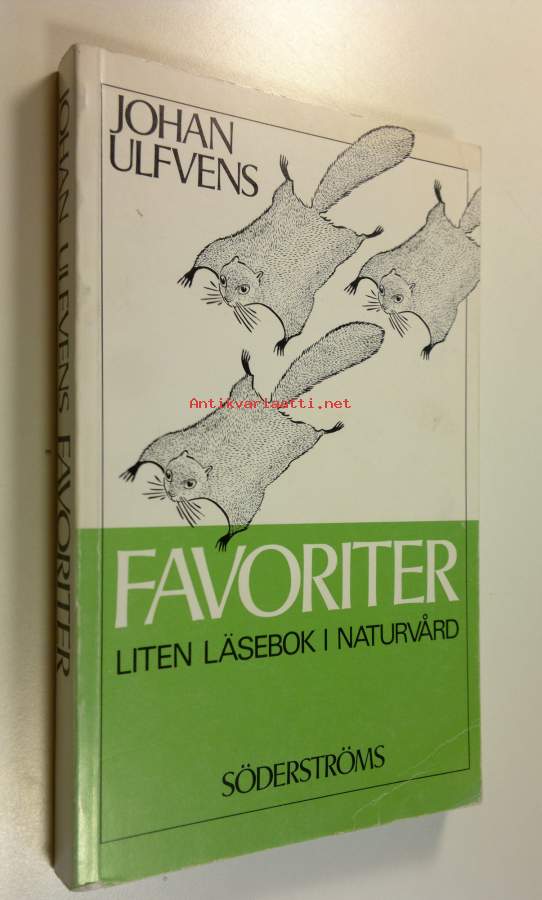 JOHAN
ULFVENS
Antikvariaatti.net
FAVORITER
LITEN LÄSEBOK I NATURVÅRD
SÖDERSTRÖMS
JOHAN ULFVENS FAVORITER